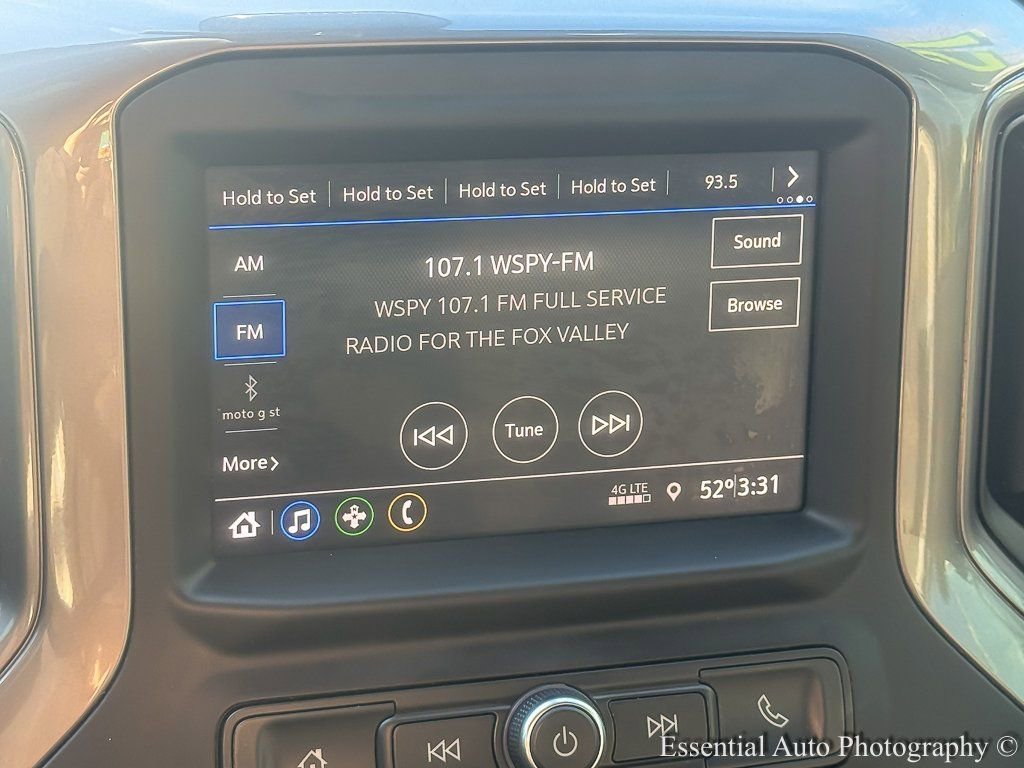 Hold to Set Hold to Set Hold to Set Hold to Set 93.5
AM
107.1 WSPY-FM
Sound
WSPY 107.1 FM FULL SERVICE
RADIO FOR THE FOX VALLEY
Browse
FM
moto g st
Tune
More
4G LTE
52° 3:31
Essential Auto Photography ©